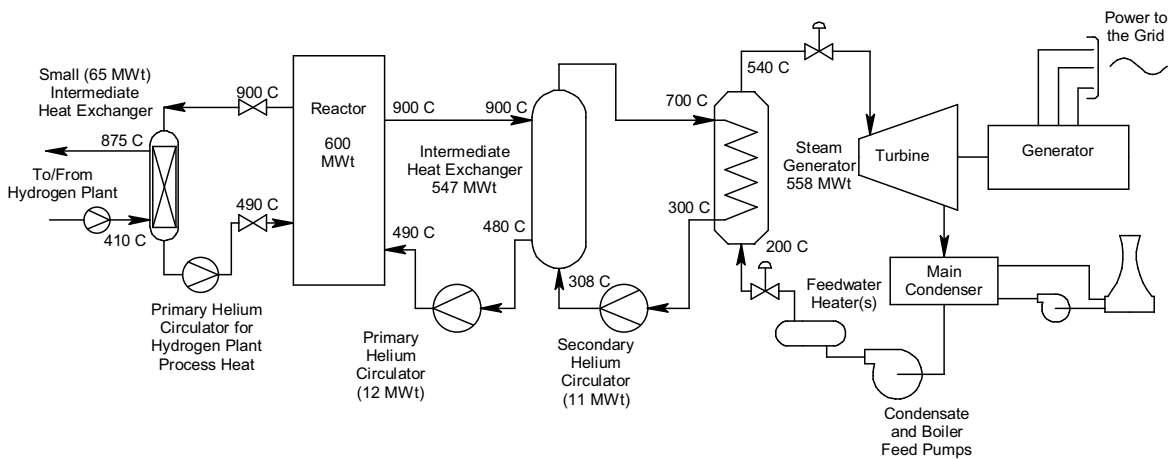 Small (65 MWt)
Intermediate
Heat Exchanger
900 C
875 C
To/From
Hydrogen Plant
410 C
490 C
Primary Helium
Circulator for
Hydrogen Plant
Process Heat
Reactor
600
MWt
900 C
900 C
Intermediate
Heat Exchanger
547 MWt
490 C
480 C
Primary
Helium
Circulator
(12 MWt)
308 C
Secondary
Helium
Circulator
(11 MWt)
700 C
300 C
540 C
200 C
Steam
Generator
558 MWt
Feedwater
Heater(s)
Condensate
and Boiler
Feed Pumps
Turbine
Generator
Power to
the Grid
Main
Condenser